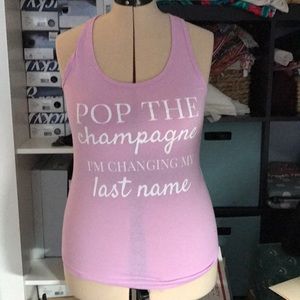 POP THE
champagne
I'M CHANGING MY
last name